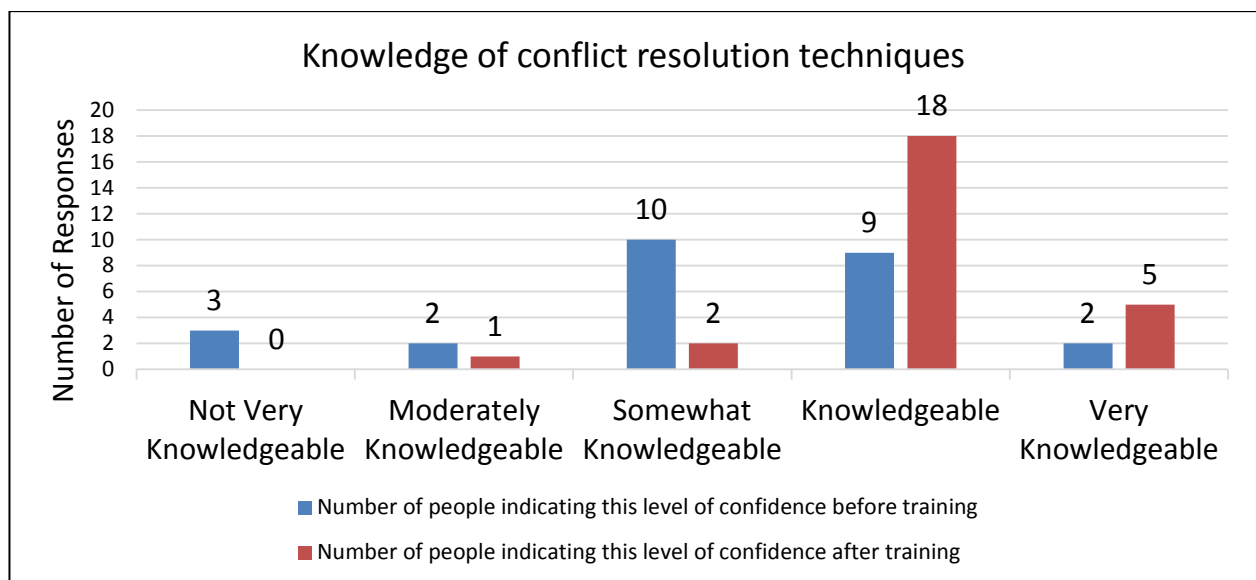 Knowledge of conflict resolution techniques
Number of Responses
20
18
16
14
12
10
8
6
4
2
0
3
0
2
1
10
2
9
18
2
5
Not Very
Knowledgeable
Moderately
Knowledgeable
Somewhat
Knowledgeable
Knowledgeable
Very
Knowledgeable
Number of people indicating this level of confidence before training
Number of people indicating this level of confidence after training